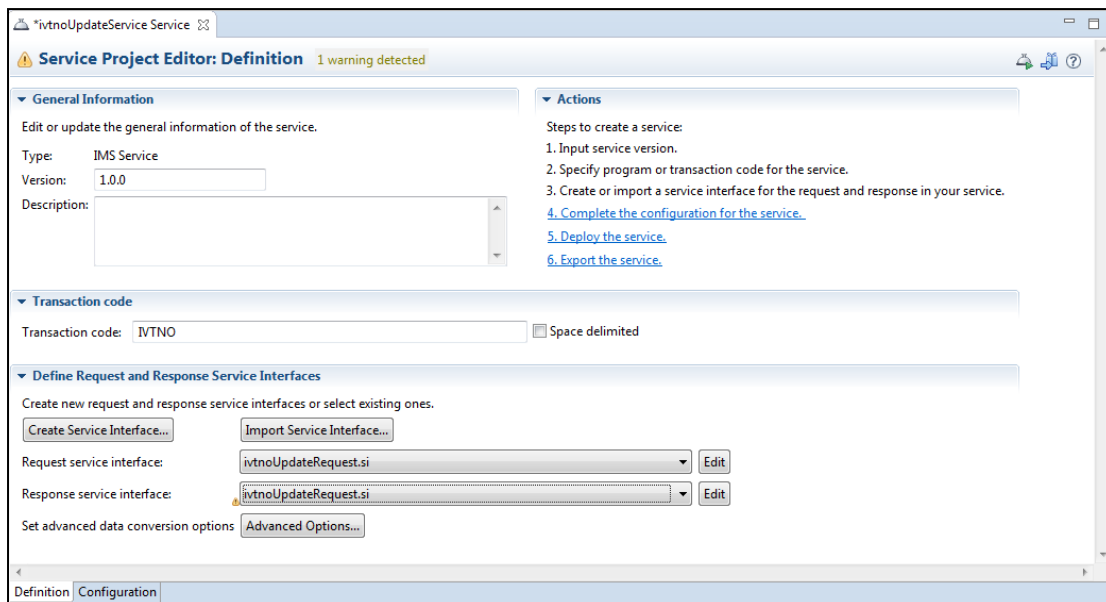 *ivtnoUpdateService Service
Service Project Editor: Definition 1 warning detected
General Information
Edit or update the general information of the service.
Type: IMS Service
Version: 1.0.0
Description:
Actions
Steps to create a service:
1. Input service version.
2. Specify program or transaction code for the service.
3. Create or import a service interface for the request and response in your service.
4. Complete the configuration for the service.
5. Deploy the service.
6. Export the service.
Transaction code
Transaction code: IVTNO Space delimited
Define Request and Response Service Interfaces
Create new request and response service interfaces or select existing ones.
Create Service Interface... Import Service Interface...
Request service interface: ivtnoUpdateRequest.si Edit
Response service interface: ivtnoUpdateRequest.si Edit
Set advanced data conversion options Advanced Options...
Definition Configuration